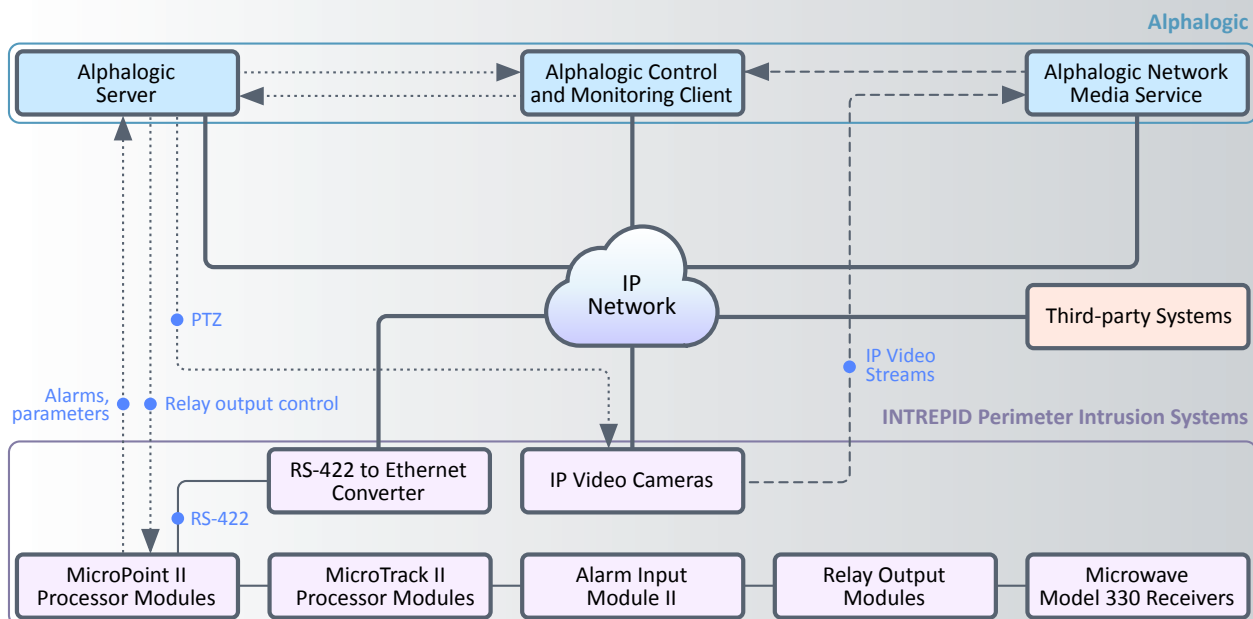 Alphalogic
Alphalogic
Server
Alphalogic Control
and Monitoring Client
Alphalogic Network
Media Service
IP
Network
Third-party Systems
PTZ
IP Video
Streams
Alarms,
parameters
Relay output control
INTREPID Perimeter Intrusion Systems
RS-422 to Ethernet
Converter
IP Video Cameras
RS-422
MicroPoint II
Processor Modules
MicroTrack II
Processor Modules
Alarm Input
Module II
Relay Output
Modules
Microwave
Model 330 Receivers